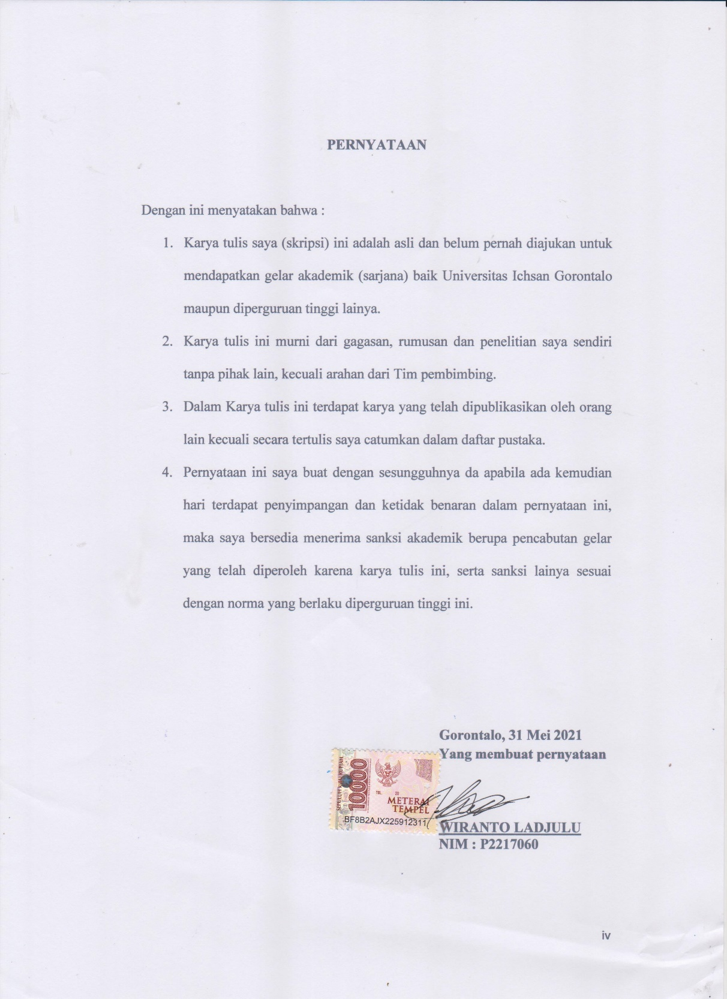 PERNYATAAN
Dengan ini menyatakan bahwa :
1. Karya tulis saya (skripsi) ini adalah asli dan belum pernah diajukan untuk
mendapatkan gelar akademik (sarjana) baik Universitas Ichsan Gorontalo
maupun diperguruan tinggi lainya.
2. Karya tulis ini murni dari gagasan, rumusan dan penelitian saya sendiri
tanpa pihak lain, kecuali arahan dari Tim pembimbing.
3. Dalam Karya tulis ini terdapat karya yang telah dipublikasikan oleh orang
lain kecuali secara tertulis saya catumkan dalam daftar pustaka.
4. Pernyataan ini saya buat dengan sesungguhnya da apabila ada kemudian
hari terdapat penyimpangan dan ketidak benaran dalam pernyataan ini,
maka saya bersedia menerima sanksi akademik berupa pencabutan gelar
yang telah diperoleh karena karya tulis ini, serta sanksi lainya sesuai
dengan norma yang berlaku diperguruan tinggi ini.
Gorontalo, 31 Mei 2021
Yang membuat pernyataan
SEPULUH RIBU RUPIAH
10000
TGL. 20
METERAI
TEMPEL
BF8B2AJX225912311
WIRANTO LADJULU
NIM : P2217060
iv